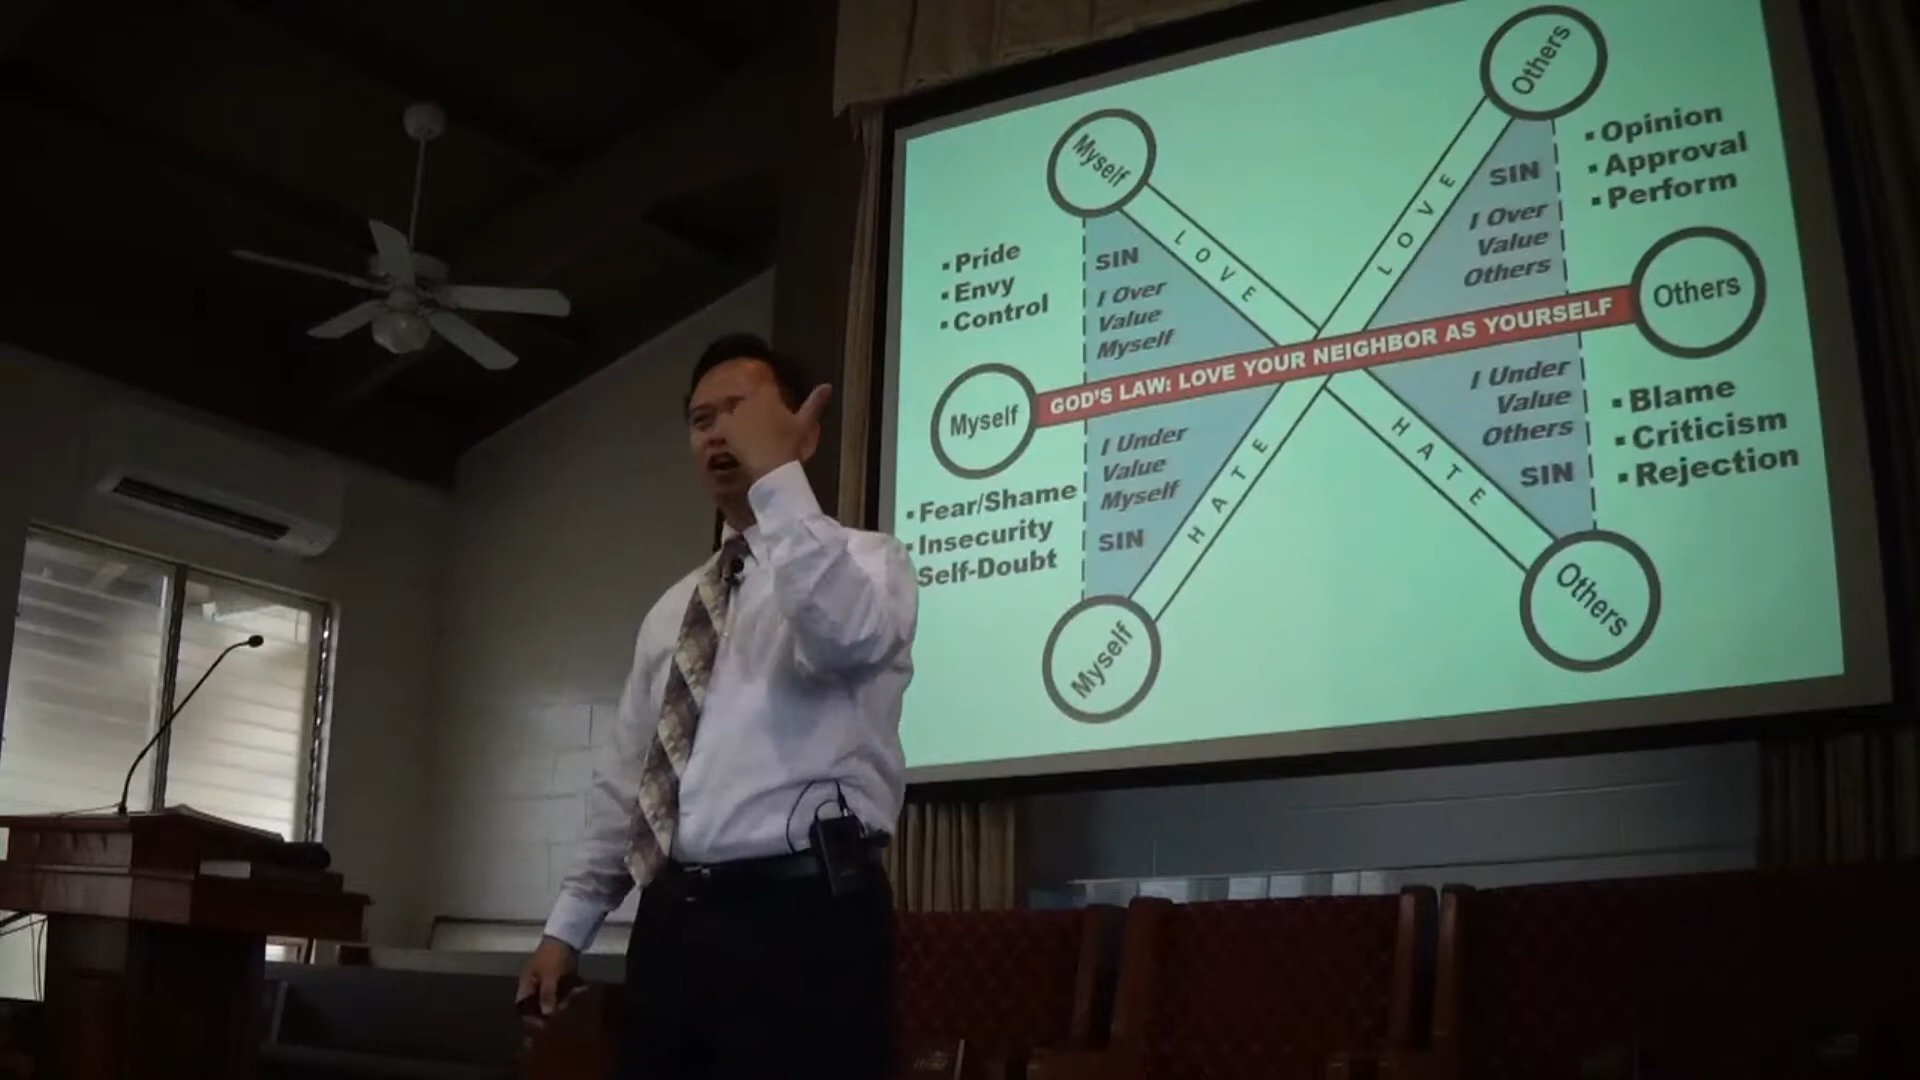 Others
Myself
▪ Opinion
▪ Approval
▪ Perform
SIN
I Over
Value
Others
LOVE
LOVE
▪ Pride
▪ Envy
▪ Control
SIN
I Over
Value
Myself
Others
GOD'S LAW: LOVE YOUR NEIGHBOR AS YOURSELF
Myself
I Under
Value
Others
SIN
▪ Blame
▪ Criticism
▪ Rejection
I Under
Value
Myself
SIN
HATE
HATE
▪ Fear/Shame
▪ Insecurity
Self-Doubt
Others
Myself